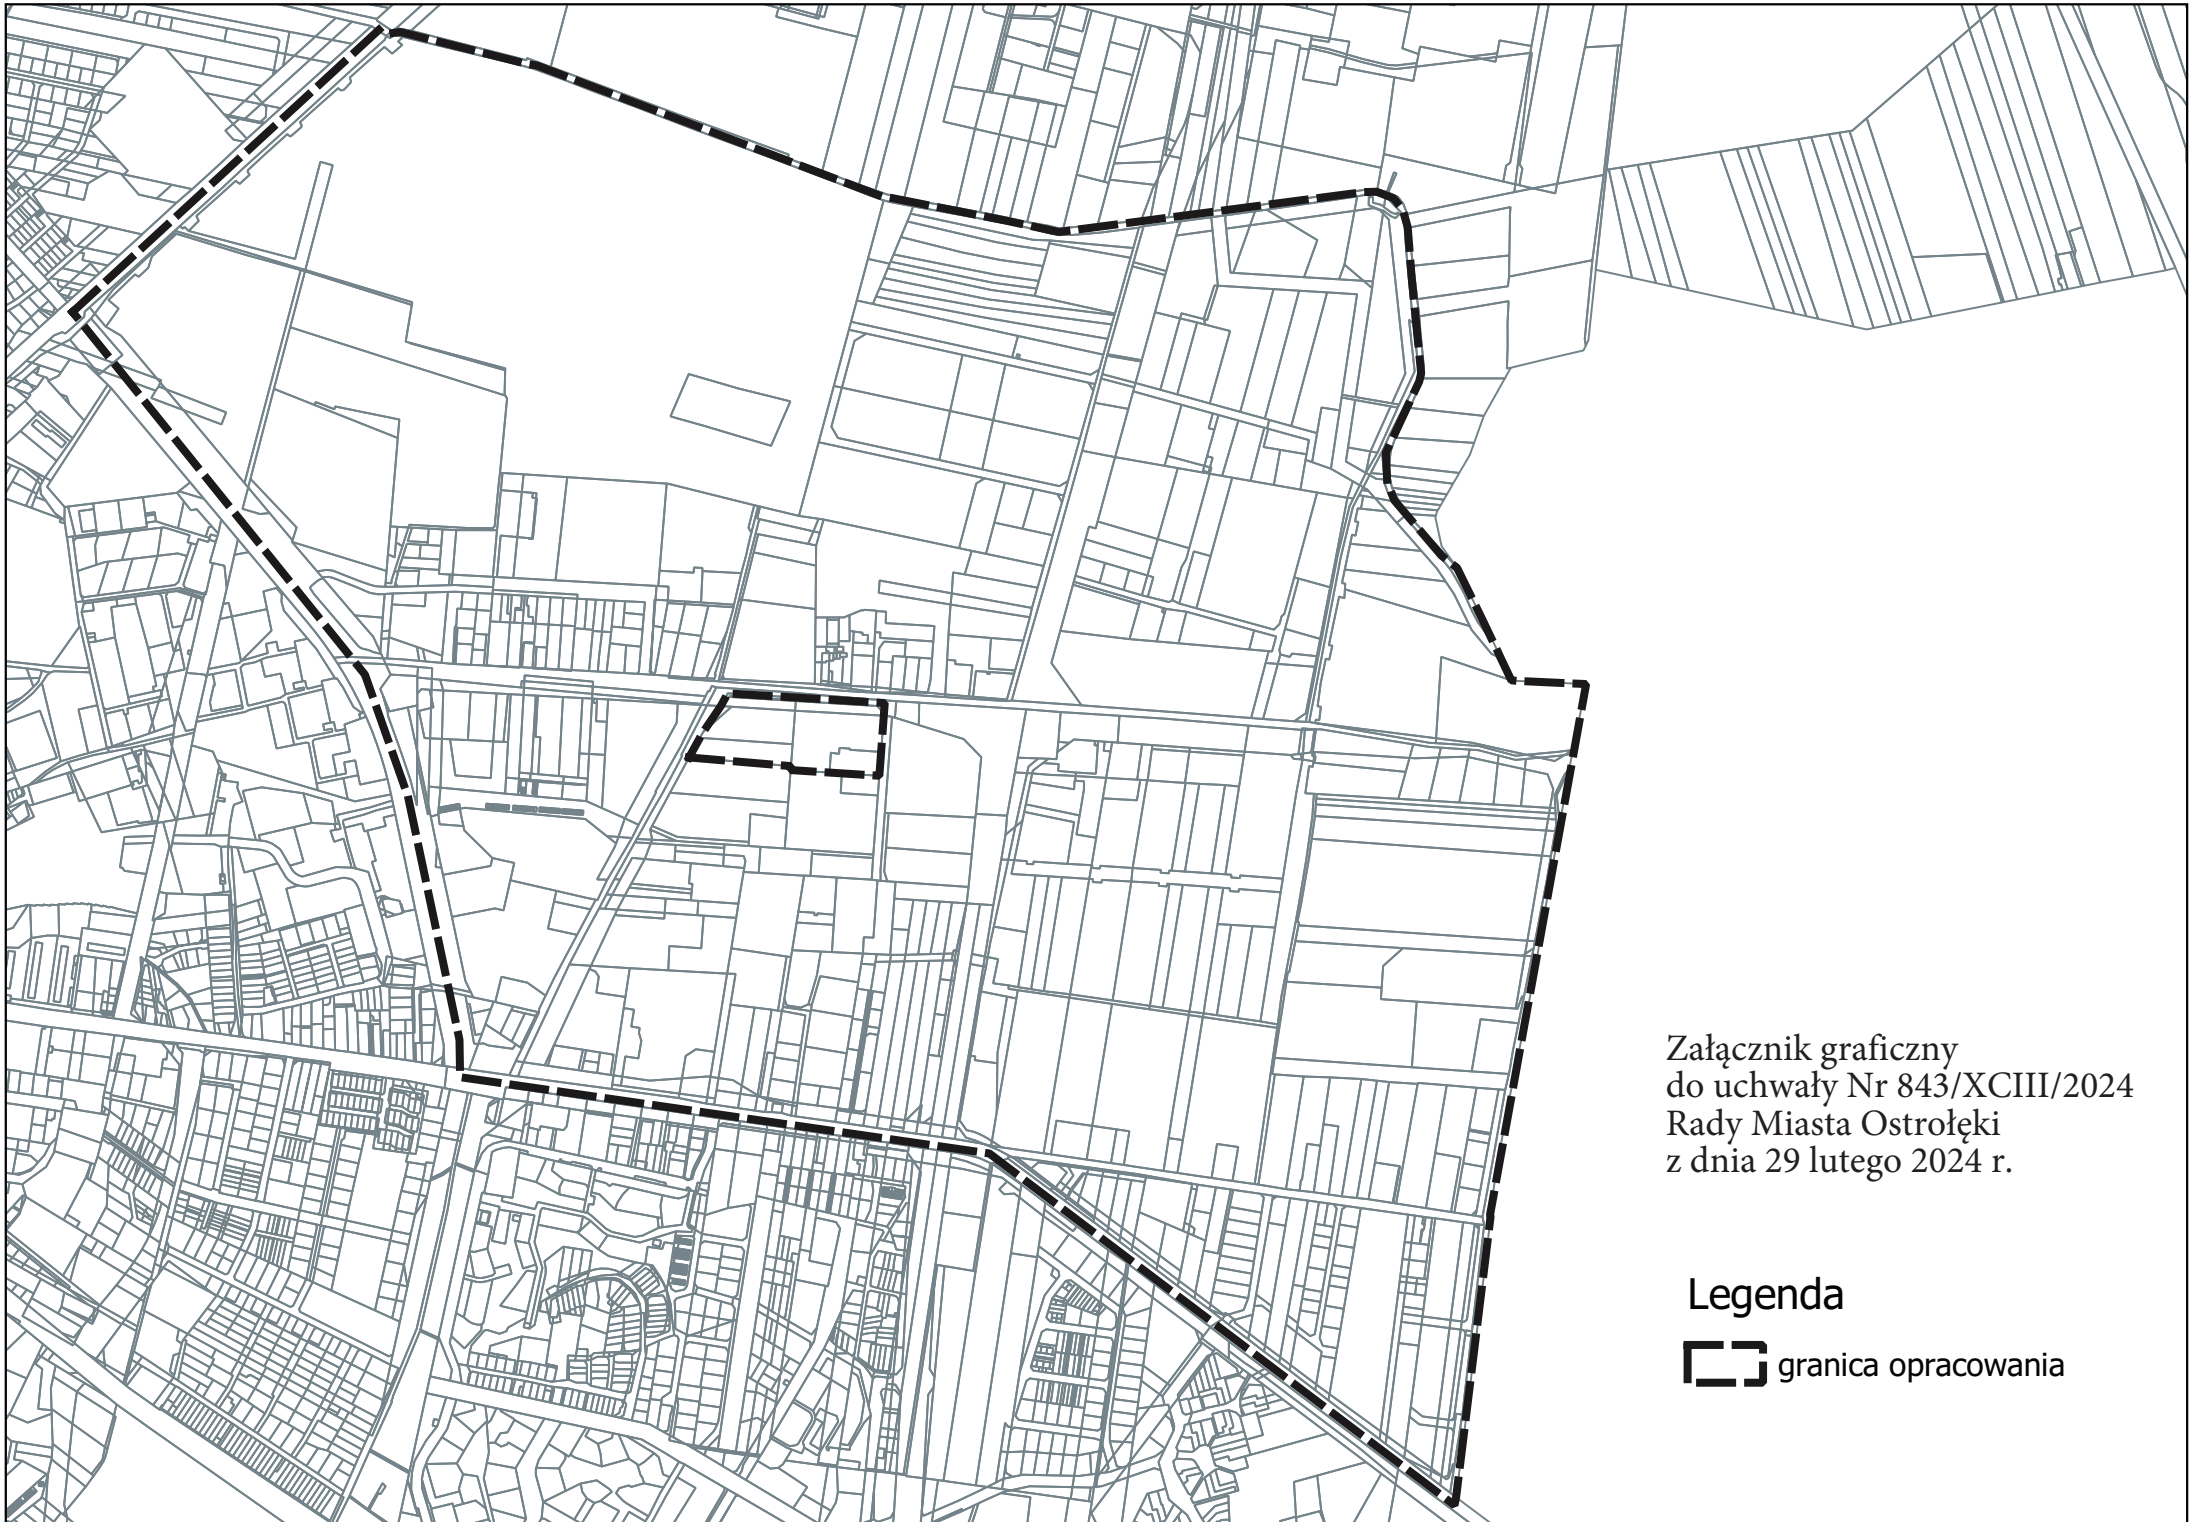 Załącznik graficzny
do uchwały Nr 843/XCIII/2024
Rady Miasta Ostrołęki
z dnia 29 lutego 2024 r.
Legenda
granica opracowania